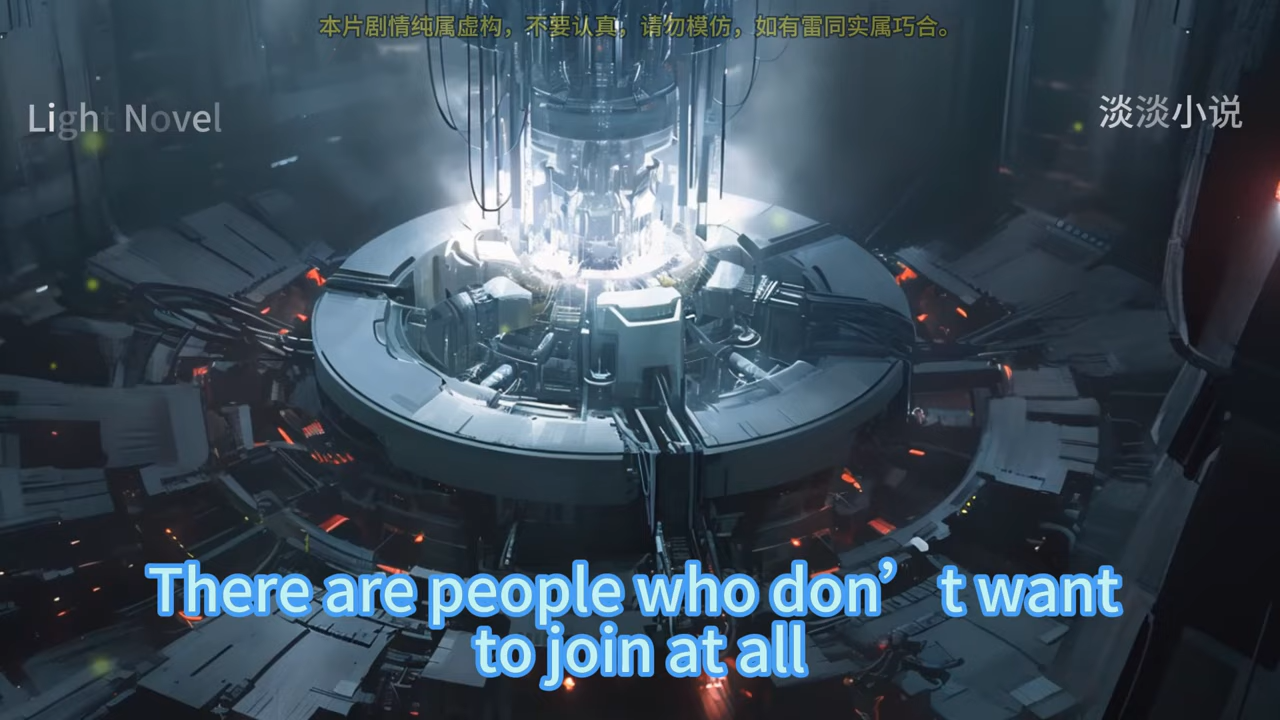 本片剧情纯属虚构，不要认真，请勿模仿，如有雷同实属巧合。
Light Novel
淡淡小说
There are people who don’t want
to join at all